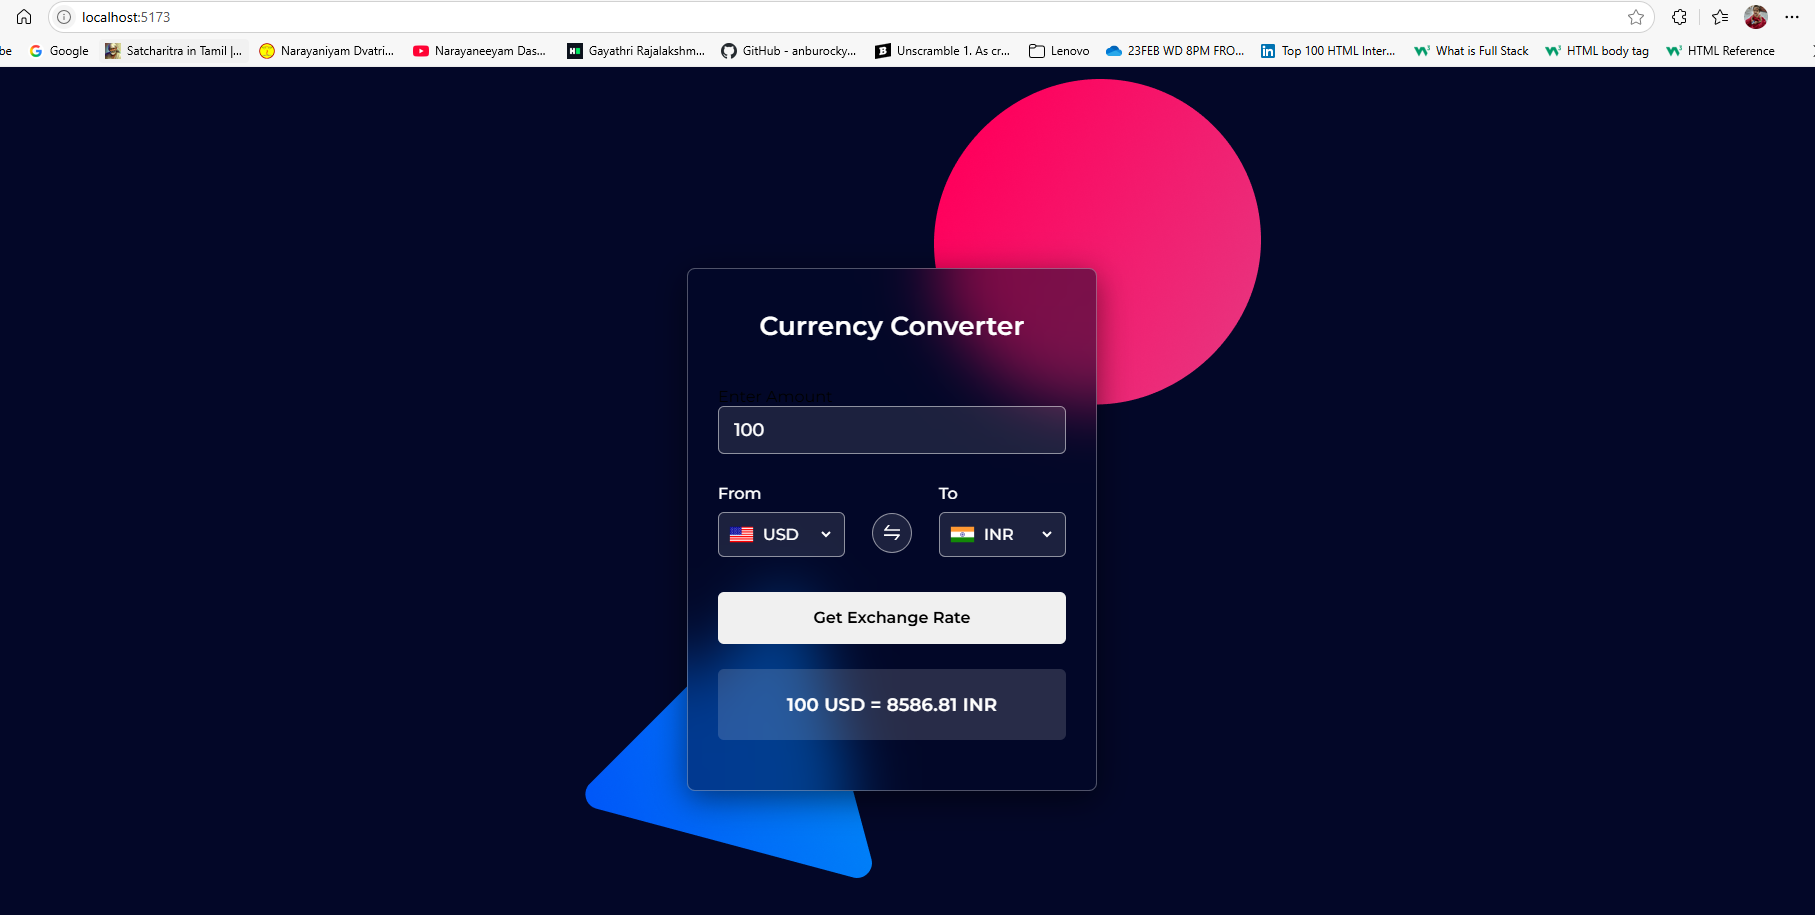 localhost:5173
be Google Satcharitra in Tamil |... Narayaniyam Dvatri... Narayaneeyam Das... Gayathri Rajalakshm... GitHub - anburocky... Unscramble 1. As cr... Lenovo 23FEB WD 8PM FRO... Top 100 HTML Inter... What is Full Stack HTML body tag HTML Reference
Currency Converter
Enter Amount
100
From To
USD INR
Get Exchange Rate
100 USD = 8586.81 INR